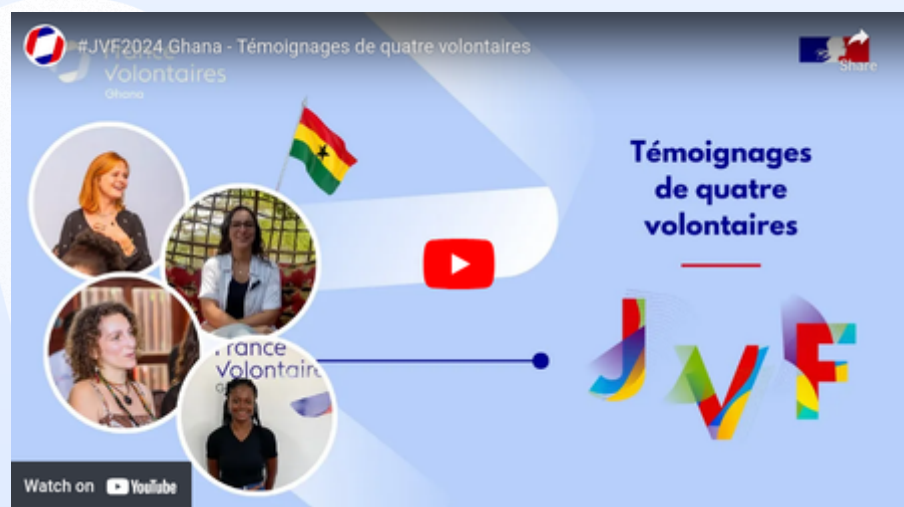 #JVF2024 Ghana - Témoignages de quatre volontaires
Share
France
Volontaires
Ghana
Témoignages
de quatre
volontaires
JVF
France
Volontaire
Watch on YouTube